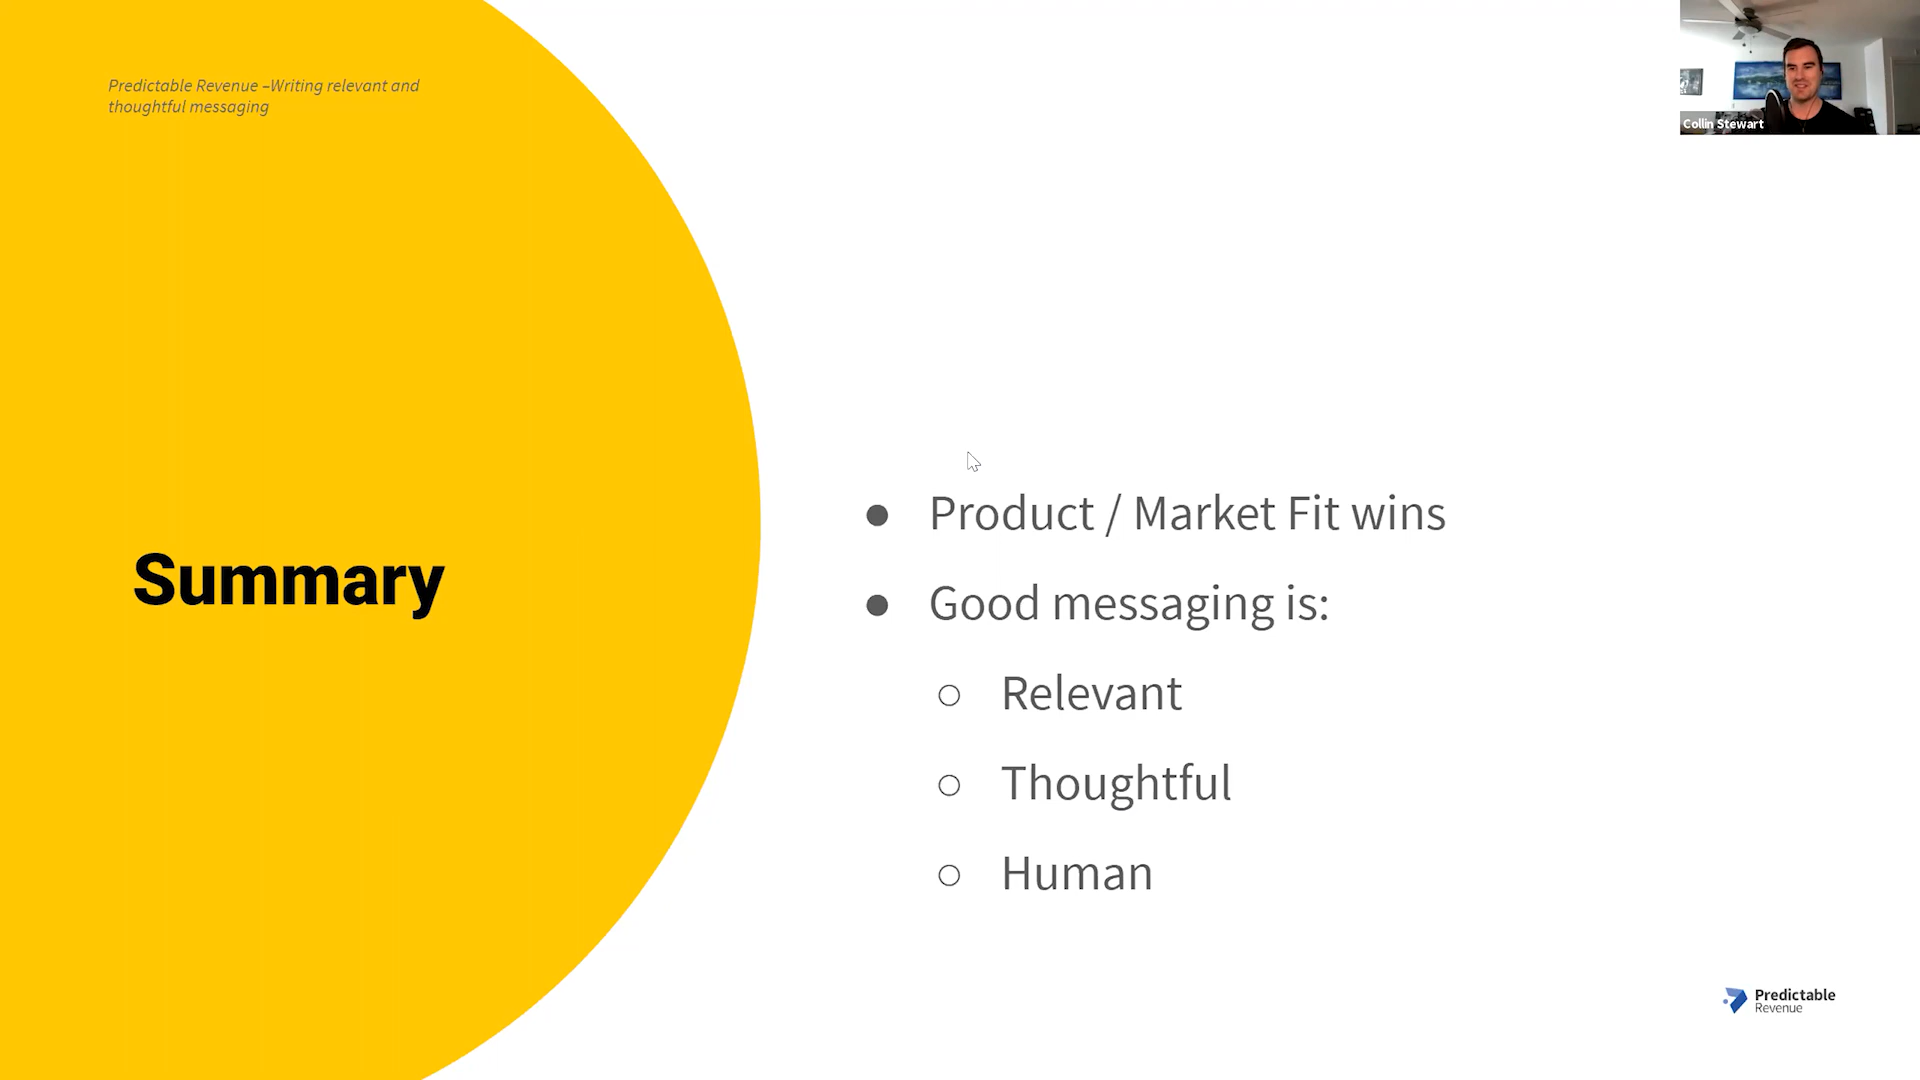 Predictable Revenue –Writing relevant and
thoughtful messaging
Collin Stewart
Summary
● Product / Market Fit wins
● Good messaging is:
○ Relevant
○ Thoughtful
○ Human
Predictable
Revenue